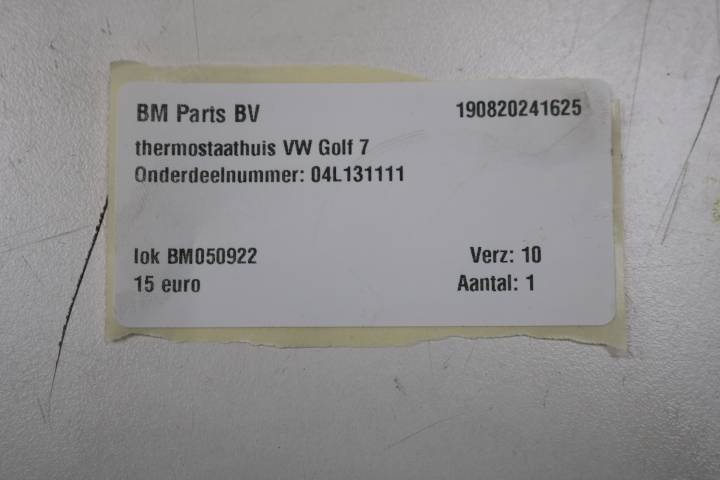 BM Parts BV 190820241625
thermostaathuis VW Golf 7
Onderdeelnummer: 04L131111
lok BM050922 Verz: 10
15 euro Aantal: 1